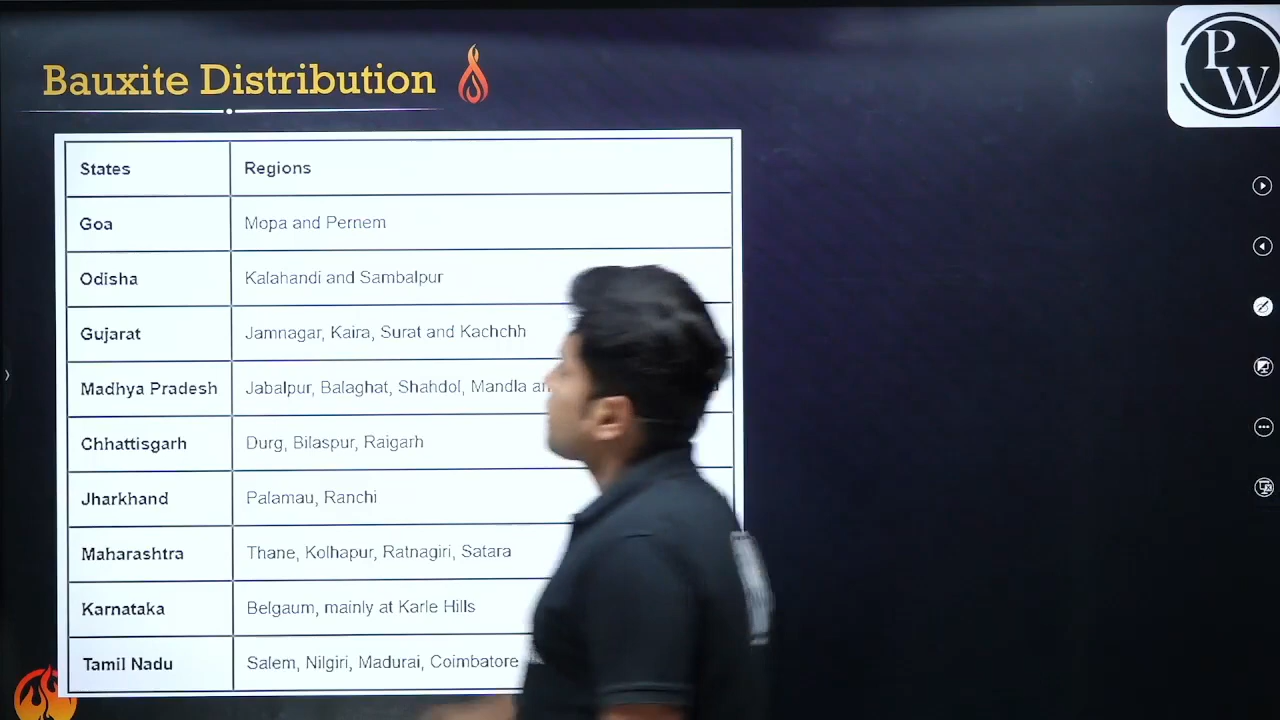 Bauxite Distribution
PW
States Regions
Goa Mopa and Pernem
Odisha Kalahandi and Sambalpur
Gujarat Jamnagar, Kaira, Surat and Kachchh
Madhya Pradesh Jabalpur, Balaghat, Shahdol, Mandla
Chhattisgarh Durg, Bilaspur, Raigarh
Jharkhand Palamau, Ranchi
Maharashtra Thane, Kolhapur, Ratnagiri, Satara
Karnataka Belgaum, mainly at Karle Hills
Tamil Nadu Salem, Nilgiri, Madurai, Coimbatore